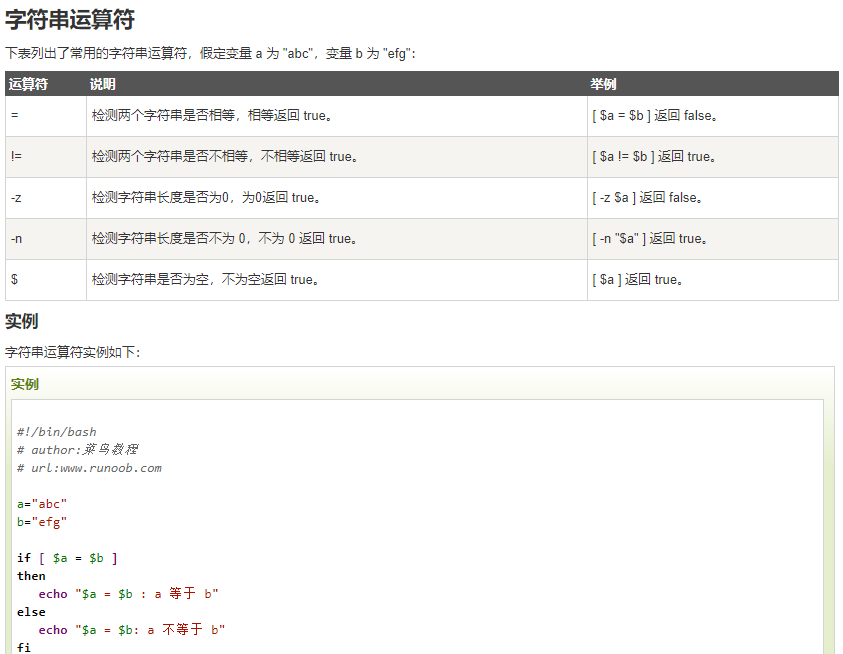 字符串运算符
下表列出了常用的字符串运算符，假定变量 a 为 "abc"，变量 b 为 "efg"：
运算符 说明 举例
= 检测两个字符串是否相等，相等返回 true。 [ $a = $b ] 返回 false。
!= 检测两个字符串是否不相等，不相等返回 true。 [ $a != $b ] 返回 true。
-z 检测字符串长度是否为0，为0返回 true。 [ -z $a ] 返回 false。
-n 检测字符串长度是否不为 0，不为 0 返回 true。 [ -n "$a" ] 返回 true。
$ 检测字符串是否为空，不为空返回 true。 [ $a ] 返回 true。
实例
字符串运算符实例如下：
实例
#!/bin/bash
# author:菜鸟教程
# url:www.runoob.com
a="abc"
b="efg"
if [ $a = $b ]
then
echo "$a = $b : a 等于 b"
else
echo "$a = $b: a 不等于 b"
fi